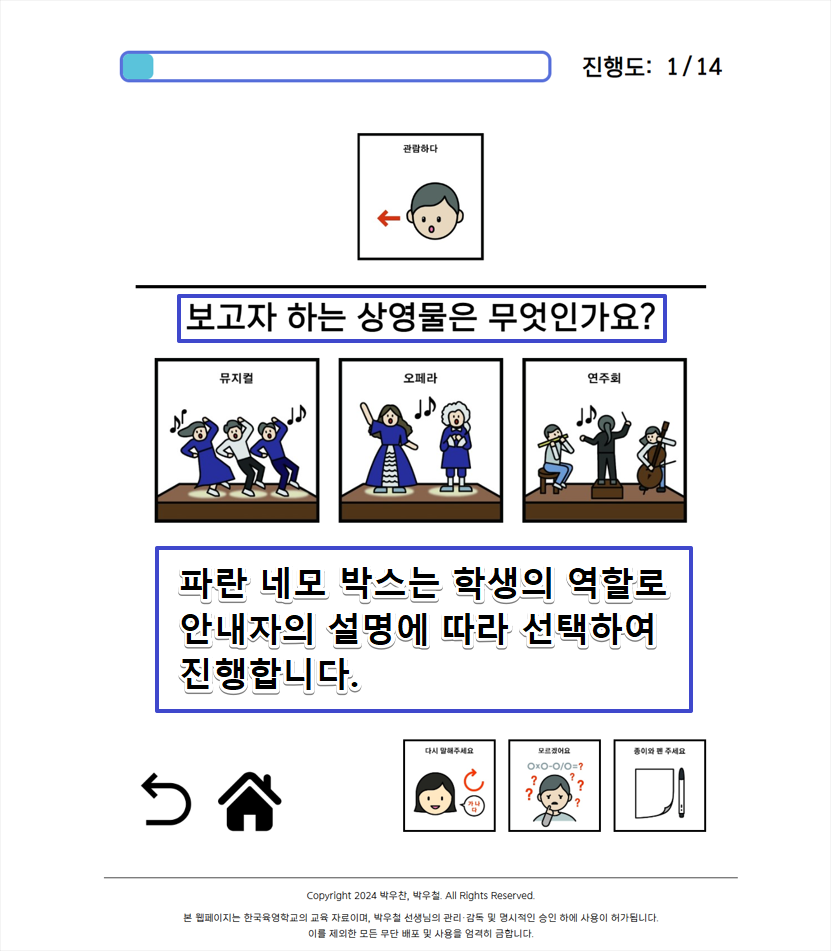 진행도: 1 / 14
관람하다
보고자 하는 상영물은 무엇인가요?
뮤지컬
오페라
연주회
파란 네모 박스는 학생의 역할로
안내자의 설명에 따라 선택하여
진행합니다.
다시 말해주세요
가 나
다
모르겠어요
O×O-O/O=?
종이와 펜 주세요
Copyright 2024 박우찬, 박우철. All Rights Reserved.
본 웹페이지는 한국육영학교의 교육 자료이며, 박우철 선생님의 관리·감독 및 명시적인 승인 하에 사용이 허가됩니다.
이를 제외한 모든 무단 배포 및 사용을 엄격히 금합니다.